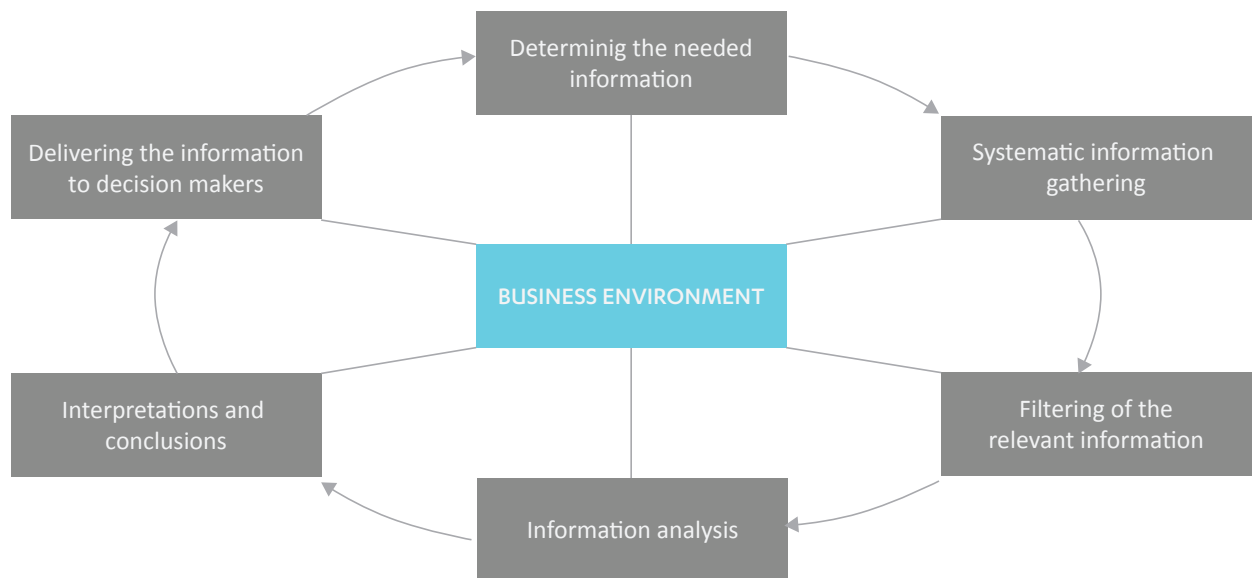 Determinig the needed
information
Systematic information
gathering
Filtering of the
relevant information
Information analysis
Interpretations and
conclusions
Delivering the information
to decision makers
BUSINESS ENVIRONMENT